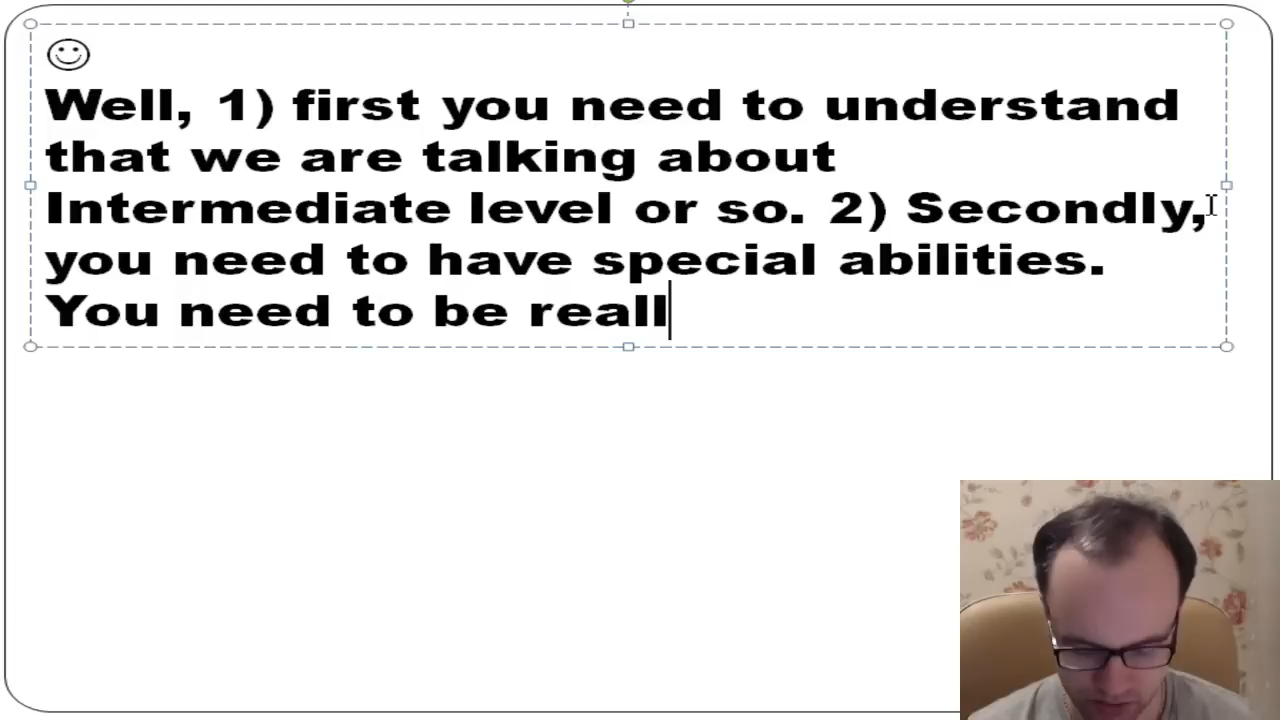 Well, 1) first you need to understand
that we are talking about
Intermediate level or so. 2) Secondly,
you need to have special abilities.
You need to be reall